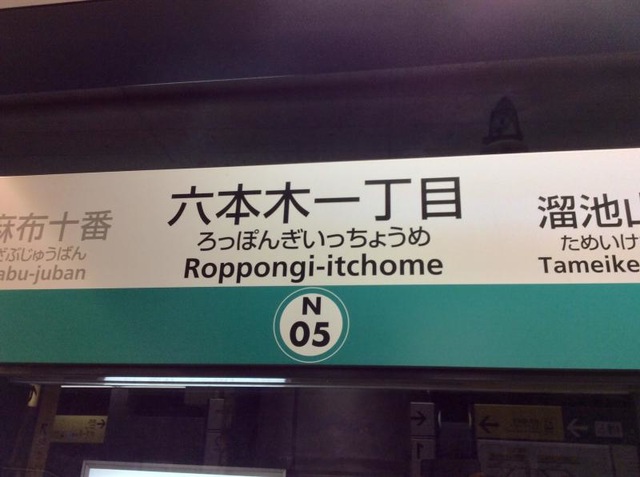 麻布十番
ざぶじゅうばん
abu-juban
六本木一丁目
ろっぽんぎいっちょうめ
Roppongi-itchome
溜池山
ためいけ
Tameike
N
05